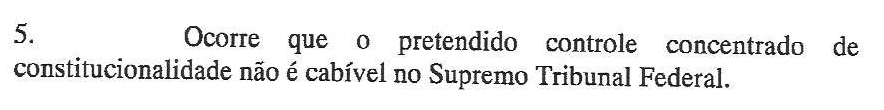 5. Ocorre que o pretendido controle concentrado de
constitucionalidade não é cabível no Supremo Tribunal Federal.